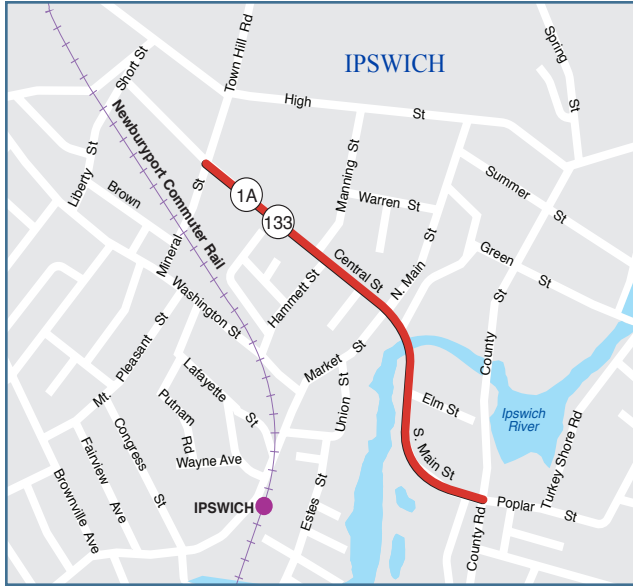 Spring St
Town Hill Rd
Short St
IPSWICH
High St
Newburyport Commuter Rail
Manning St
Liberty St
Summer St
1A
Brown
Warren St
133
Mineral St
Green St
N. Main St
Central St
Hammett St
Washington St
County St
Market St
Mt. Pleasant St
Lafayette St
Union St
Elm St
Putnam Rd
Ipswich
River
Turkey Shore Rd
Congress St
Fairview Ave
Wayne Ave
S. Main St
Brownville Ave
IPSWICH
Estes St
Poplar St
County Rd